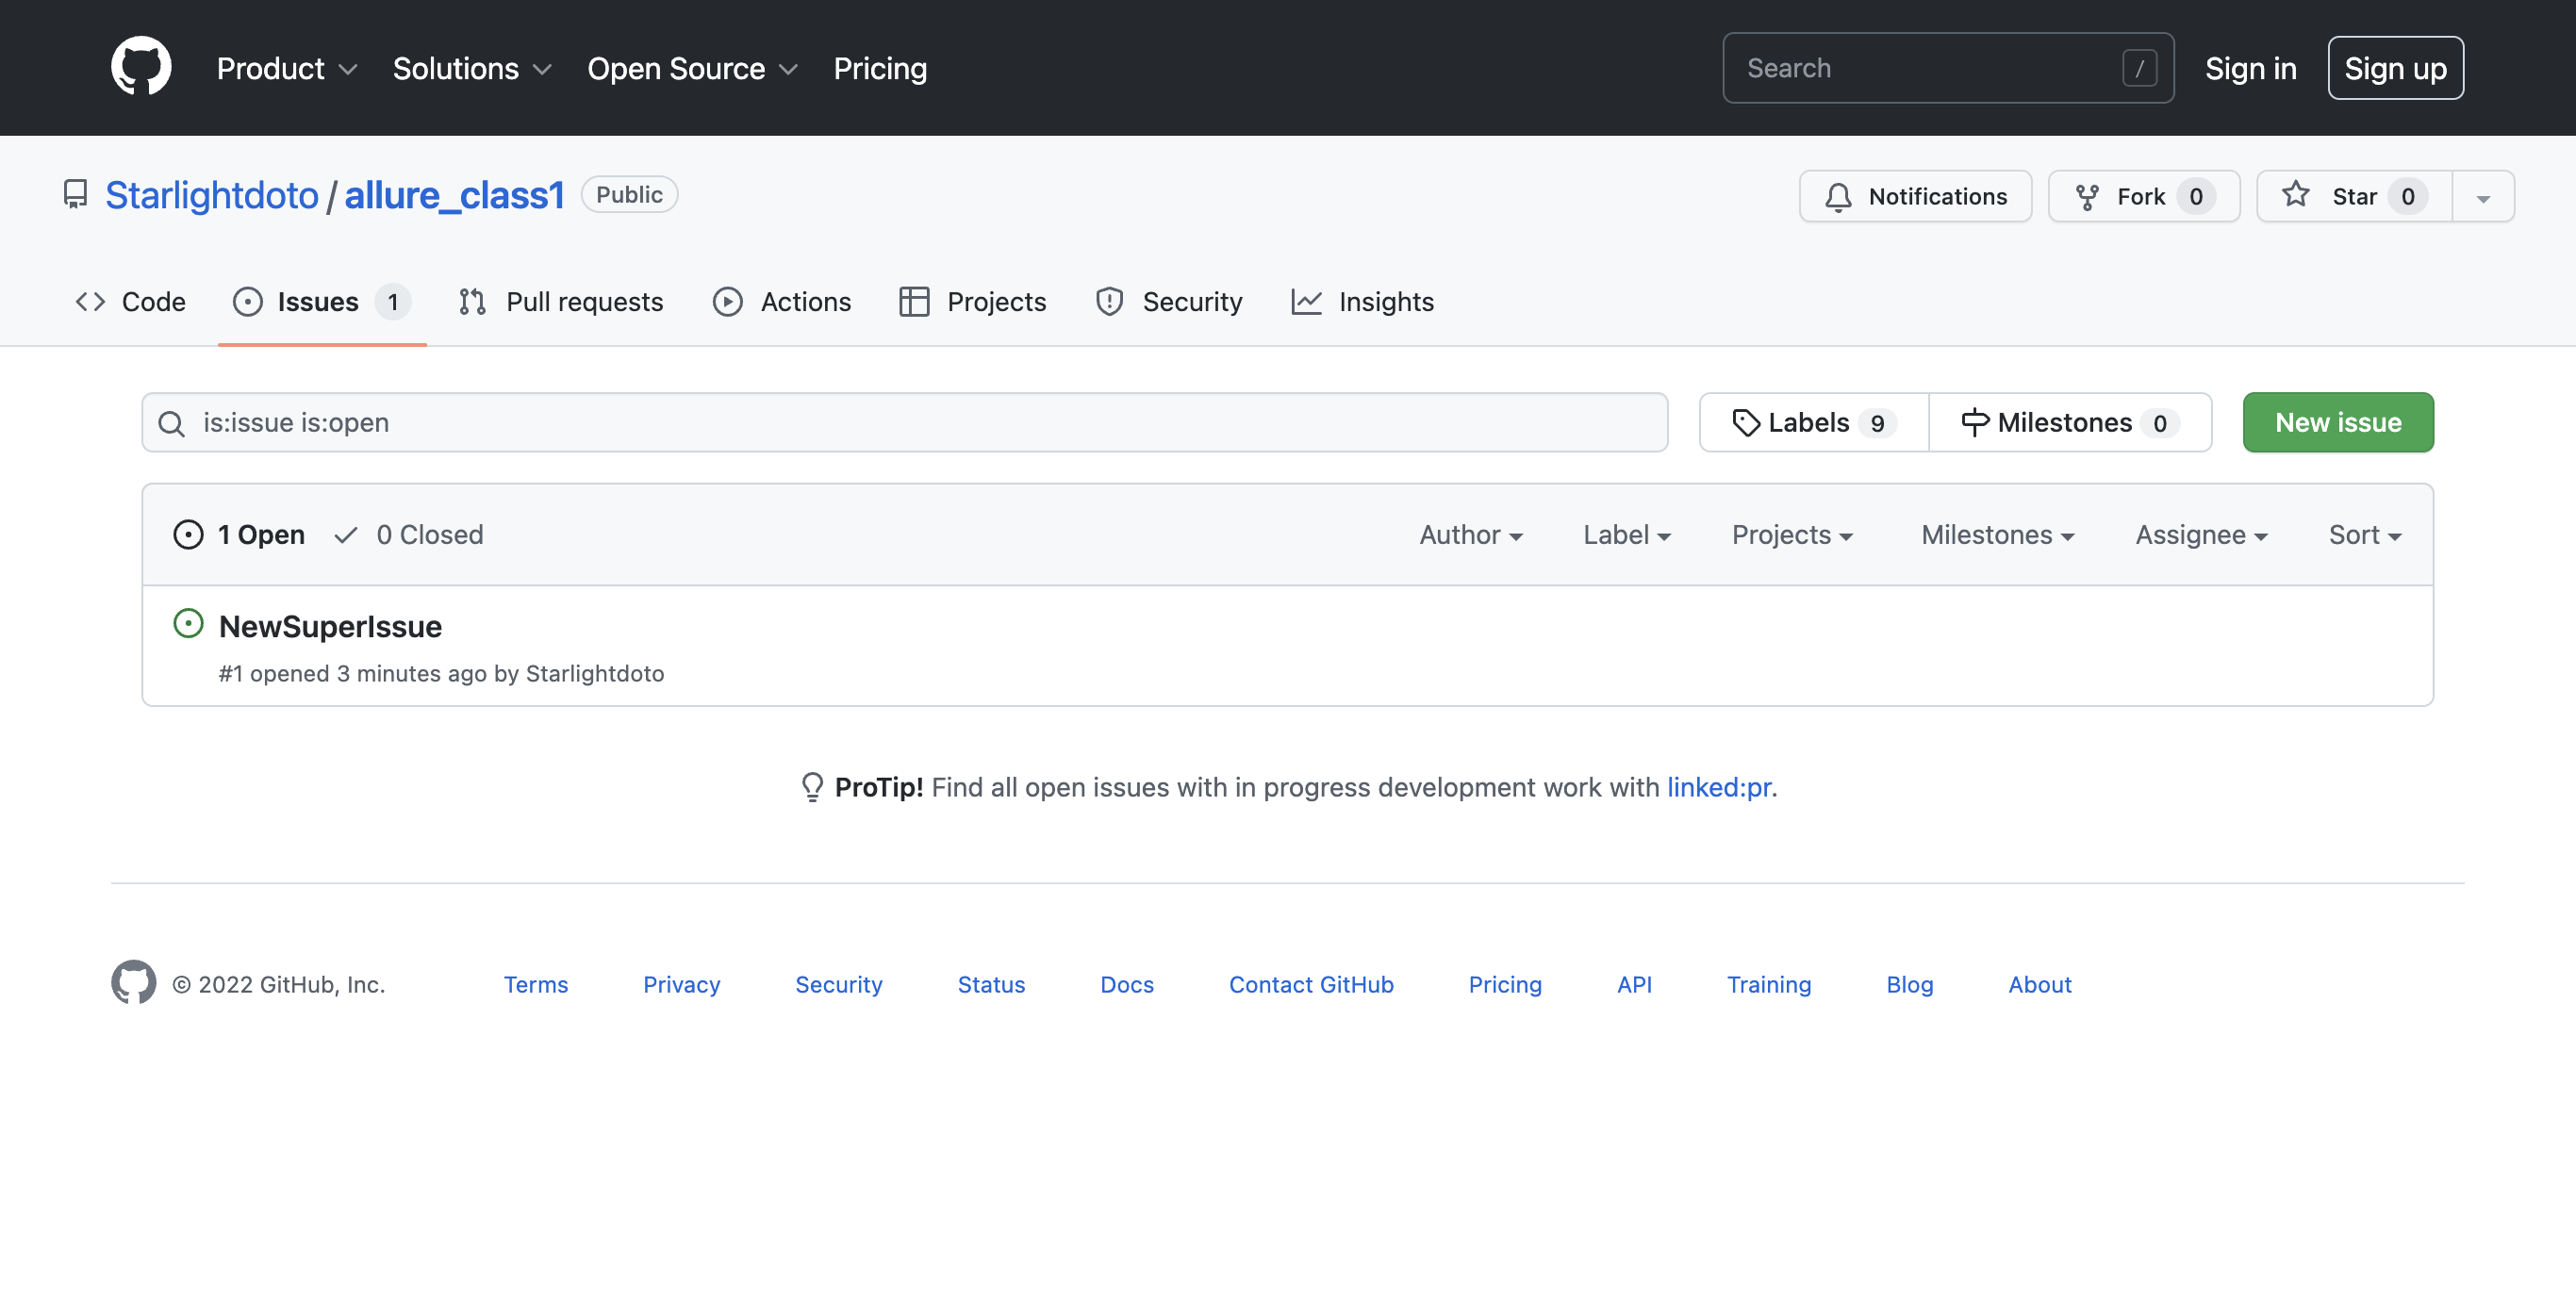 Product Solutions Open Source Pricing Search / Sign in Sign up
Starlightdoto / allure_class1 Public Notifications Fork 0 Star 0
Code Issues 1 Pull requests Actions Projects Security Insights
is:issue is:open Labels 9 Milestones 0 New issue
1 Open 0 Closed Author Label Projects Milestones Assignee Sort
NewSuperIssue
#1 opened 3 minutes ago by Starlightdoto
ProTip! Find all open issues with in progress development work with linked:pr.
© 2022 GitHub, Inc. Terms Privacy Security Status Docs Contact GitHub Pricing API Training Blog About